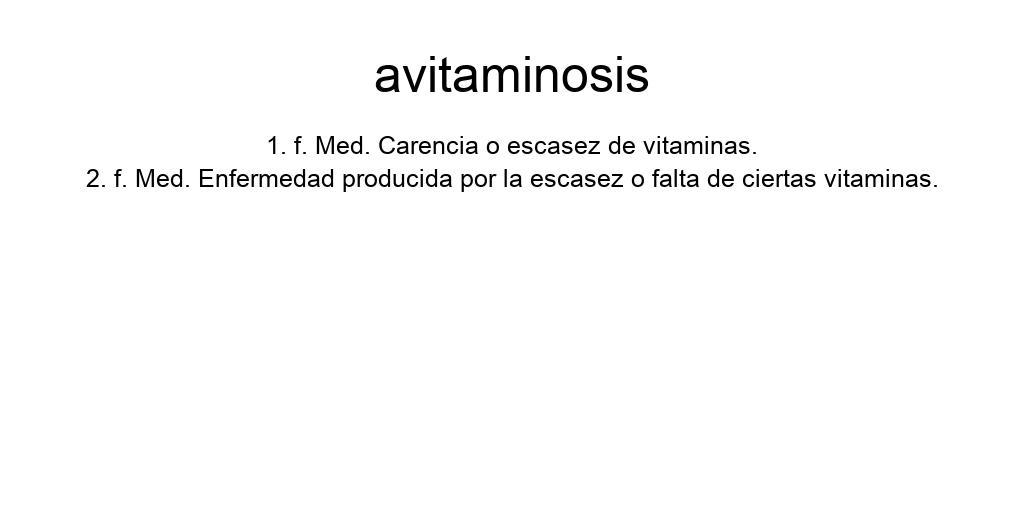 avitaminosis
1. f. Med. Carencia o escasez de vitaminas.
2. f. Med. Enfermedad producida por la escasez o falta de ciertas vitaminas.